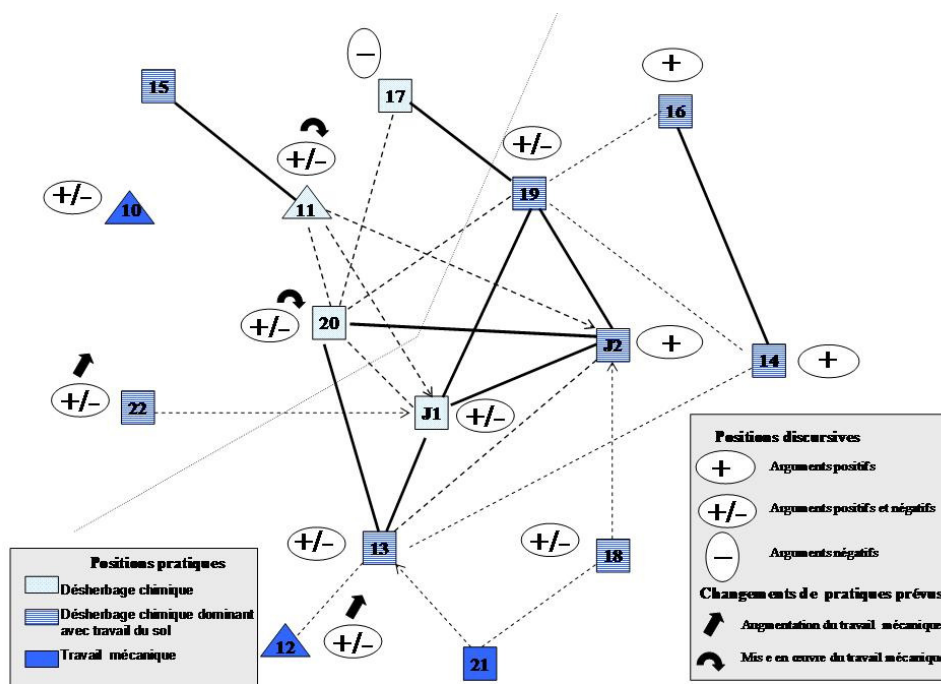 –
+
15
17
16
+/–
+/–
+/–
10
11
19
+/–
20
J2
+
14
+
+/–
22
J1
+/–
+/–
13
+/–
18
12
+/–
21
Positions pratiques
Désherbage chimique
Désherbage chimique dominant
avec travail du sol
Travail mécanique
Positions discursives
+
Arguments positifs
+/–
Arguments positifs et négatifs
–
Arguments négatifs
Changements de pratiques prévus
Augmentation du travail mécanique
Mise en œuvre du travail mécanique